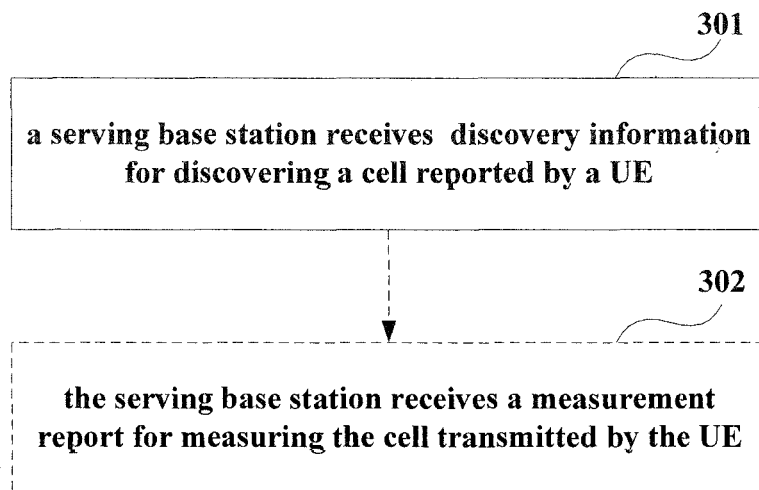 301
a serving base station receives discovery information
for discovering a cell reported by a UE
302
the serving base station receives a measurement
report for measuring the cell transmitted by the UE